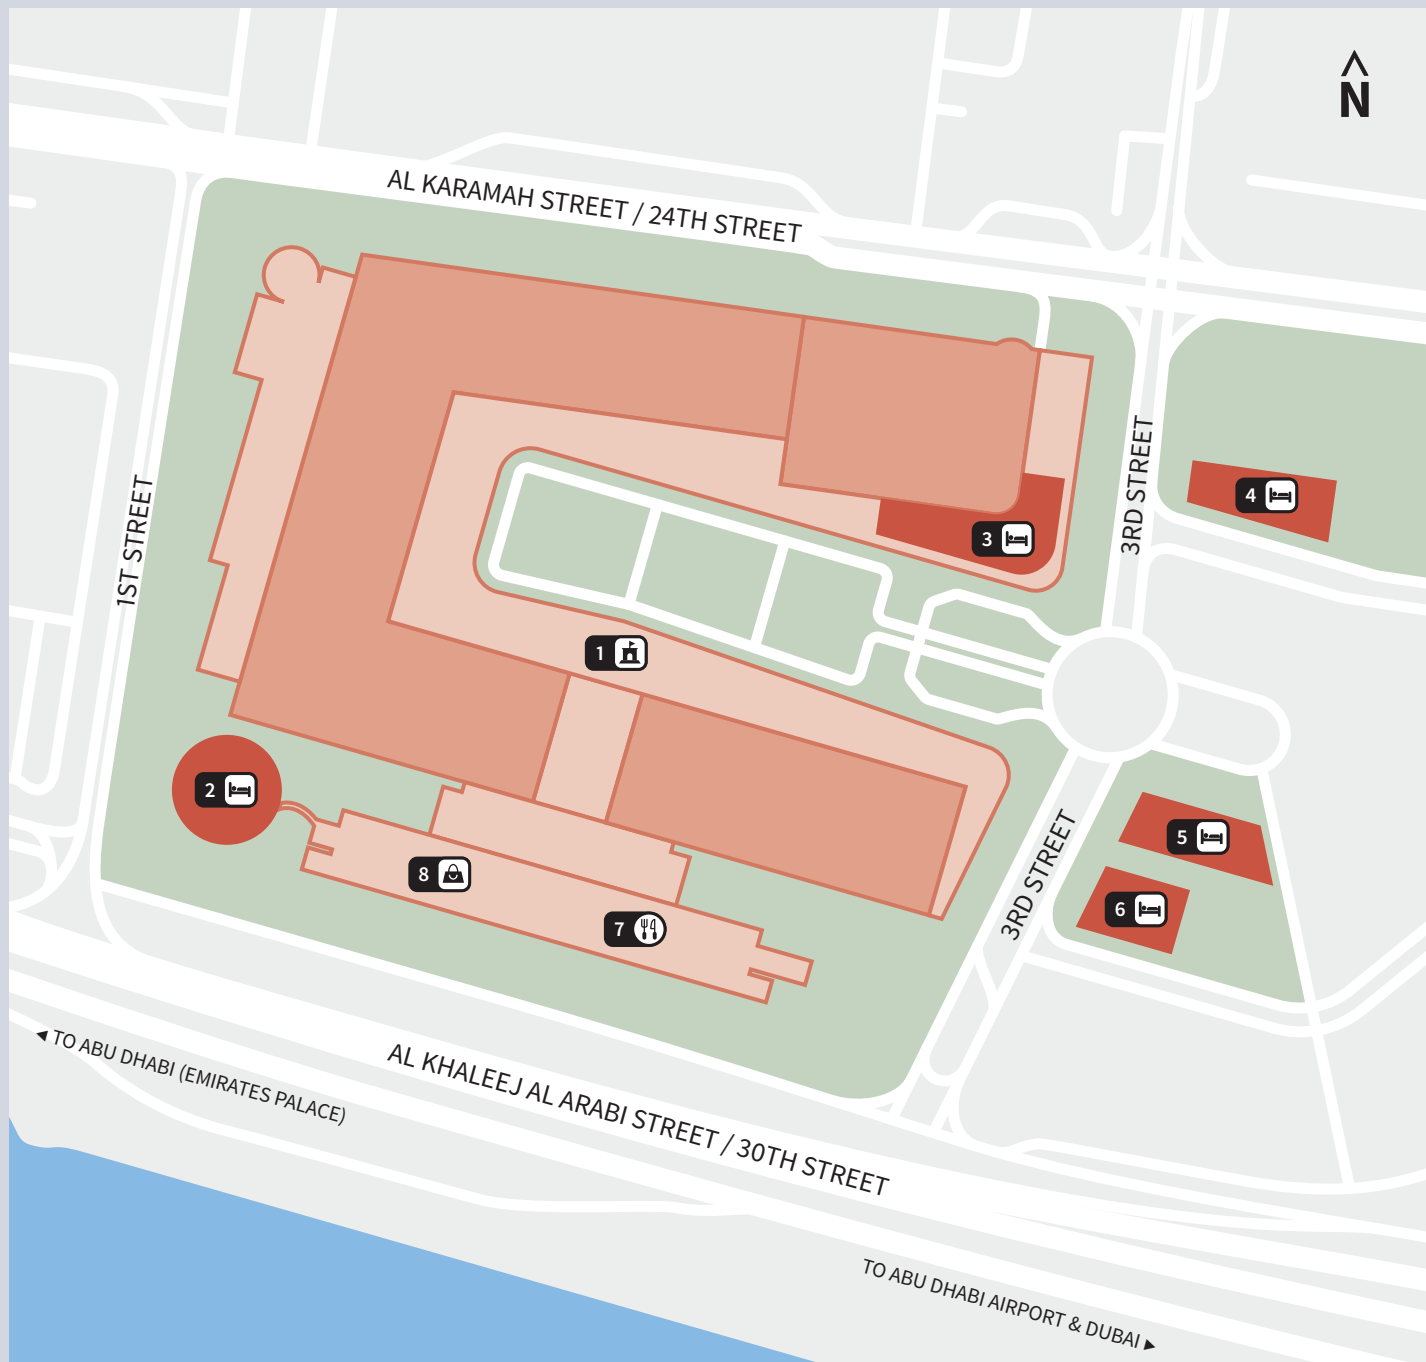 N
AL KARAMAH STREET / 24TH STREET
3RD STREET
1ST STREET
4
3
1
2
5
8
6
7
3RD STREET
◄ TO ABU DHABI (EMIRATES PALACE)
AL KHALEEJ AL ARABI STREET / 30TH STREET
TO ABU DHABI AIRPORT & DUBAI ►